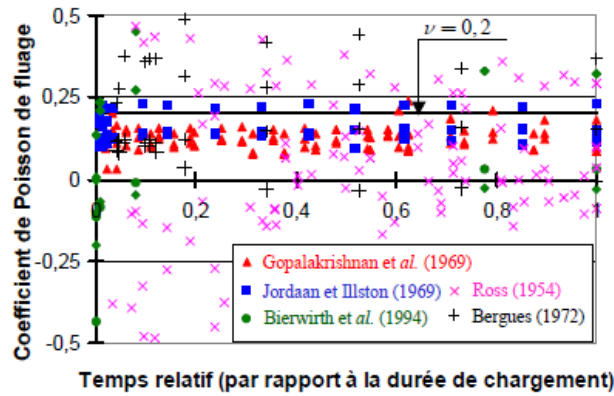 0,5
ν = 0,2
0,25
0
0 0,2 0,4 0,6 0,8 1
-0,25
-0,5
Coefficient de Poisson de fluage
Gopalakrishnan et al. (1969)
Jordaan et Illston (1969)
Ross (1954)
Bierwirth et al. (1994)
Bergues (1972)
Temps relatif (par rapport à la durée de chargement)